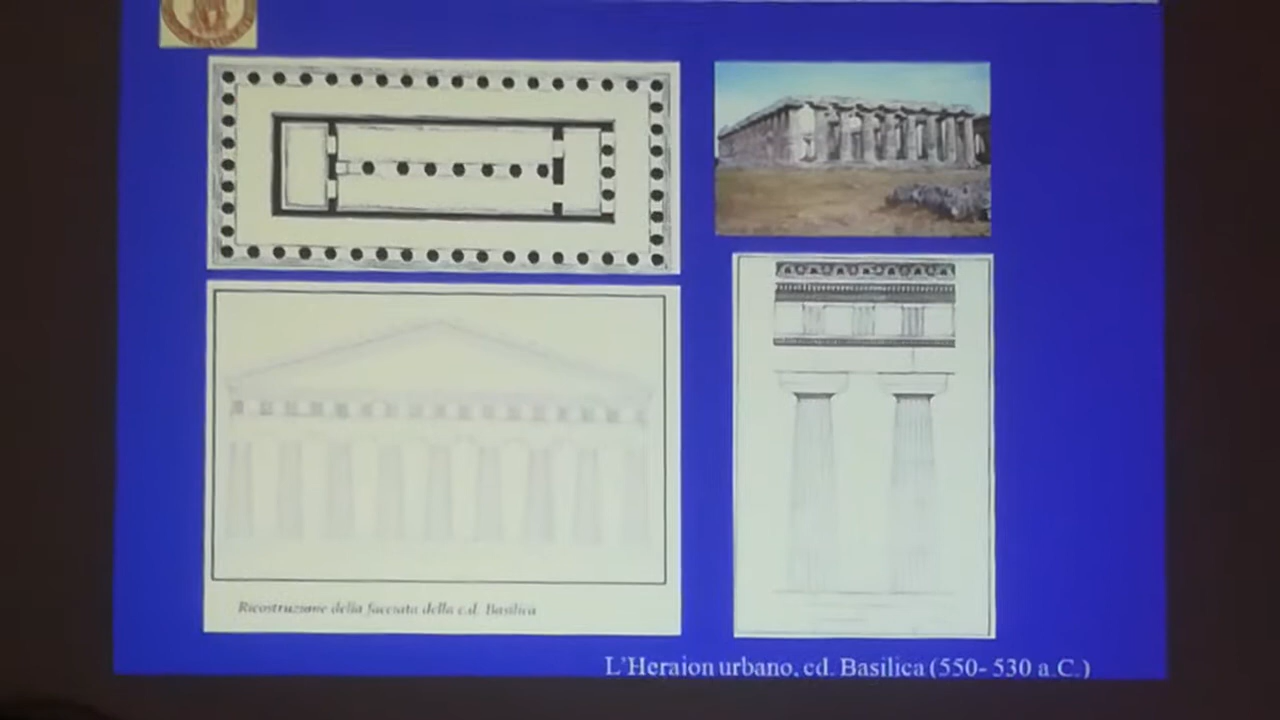 Ricostruzione della facciata della c.d. Basilica
L'Heraion urbano, cd. Basilica (550- 530 a.C.)